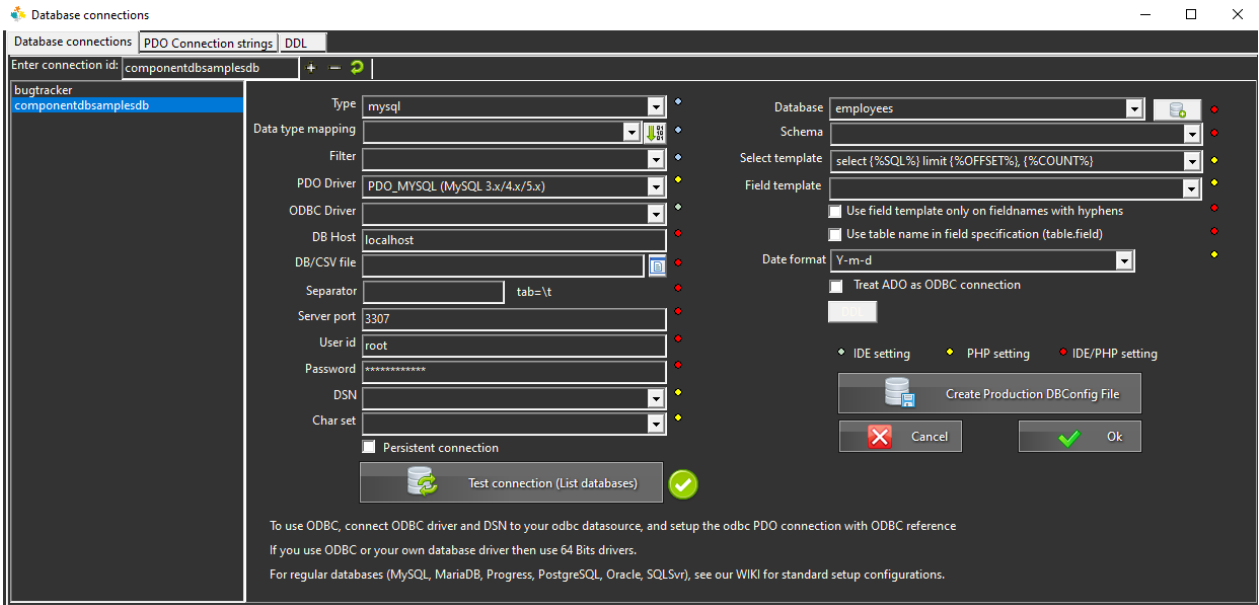 Database connections
Database connections PDO Connection strings DDL
Enter connection id: componentdbsamplesdb
bugtracker
componentdbsamplesdb
Type mysql
Data type mapping
Filter
PDO Driver PDO_MYSQL (MySQL 3.x/4.x/5.x)
ODBC Driver
DB Host localhost
DB/CSV file
Separator tab=\t
Server port 3307
User id root
Password ************
DSN
Char set
Persistent connection
Test connection (List databases)
Database employees
Schema
Select template select {%SQL%} limit {%OFFSET%}, {%COUNT%}
Field template
Use field template only on fieldnames with hyphens
Use table name in field specification (table.field)
Date format Y-m-d
Treat ADO as ODBC connection
DDL
IDE setting PHP setting IDE/PHP setting
Create Production DBConfig File
Cancel Ok
To use ODBC, connect ODBC driver and DSN to your odbc datasource, and setup the odbc PDO connection with ODBC reference
If you use ODBC or your own database driver then use 64 Bits drivers.
For regular databases (MySQL, MariaDB, Progress, PostgreSQL, Oracle, SQLSvr), see our WIKI for standard setup configurations.